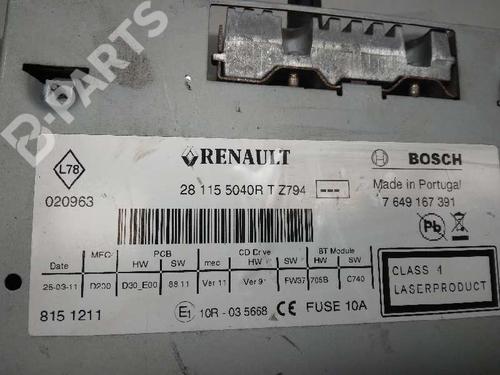 B-PARTS
L78
RENAULT
BOSCH
020963
28 115 5040R T Z794
Made in Portugal
7 649 167 391
Pb
MFC PCB CD Drive BT Module
Date HW SW mec HW SW HW SW
25-03-11 D200 D30_E00 88 11 Ver 11 Ver 91 FW37 705B C740
CLASS 1
LASERPRODUCT
815 1211
E1 10R - 03 5668 CE FUSE 10A